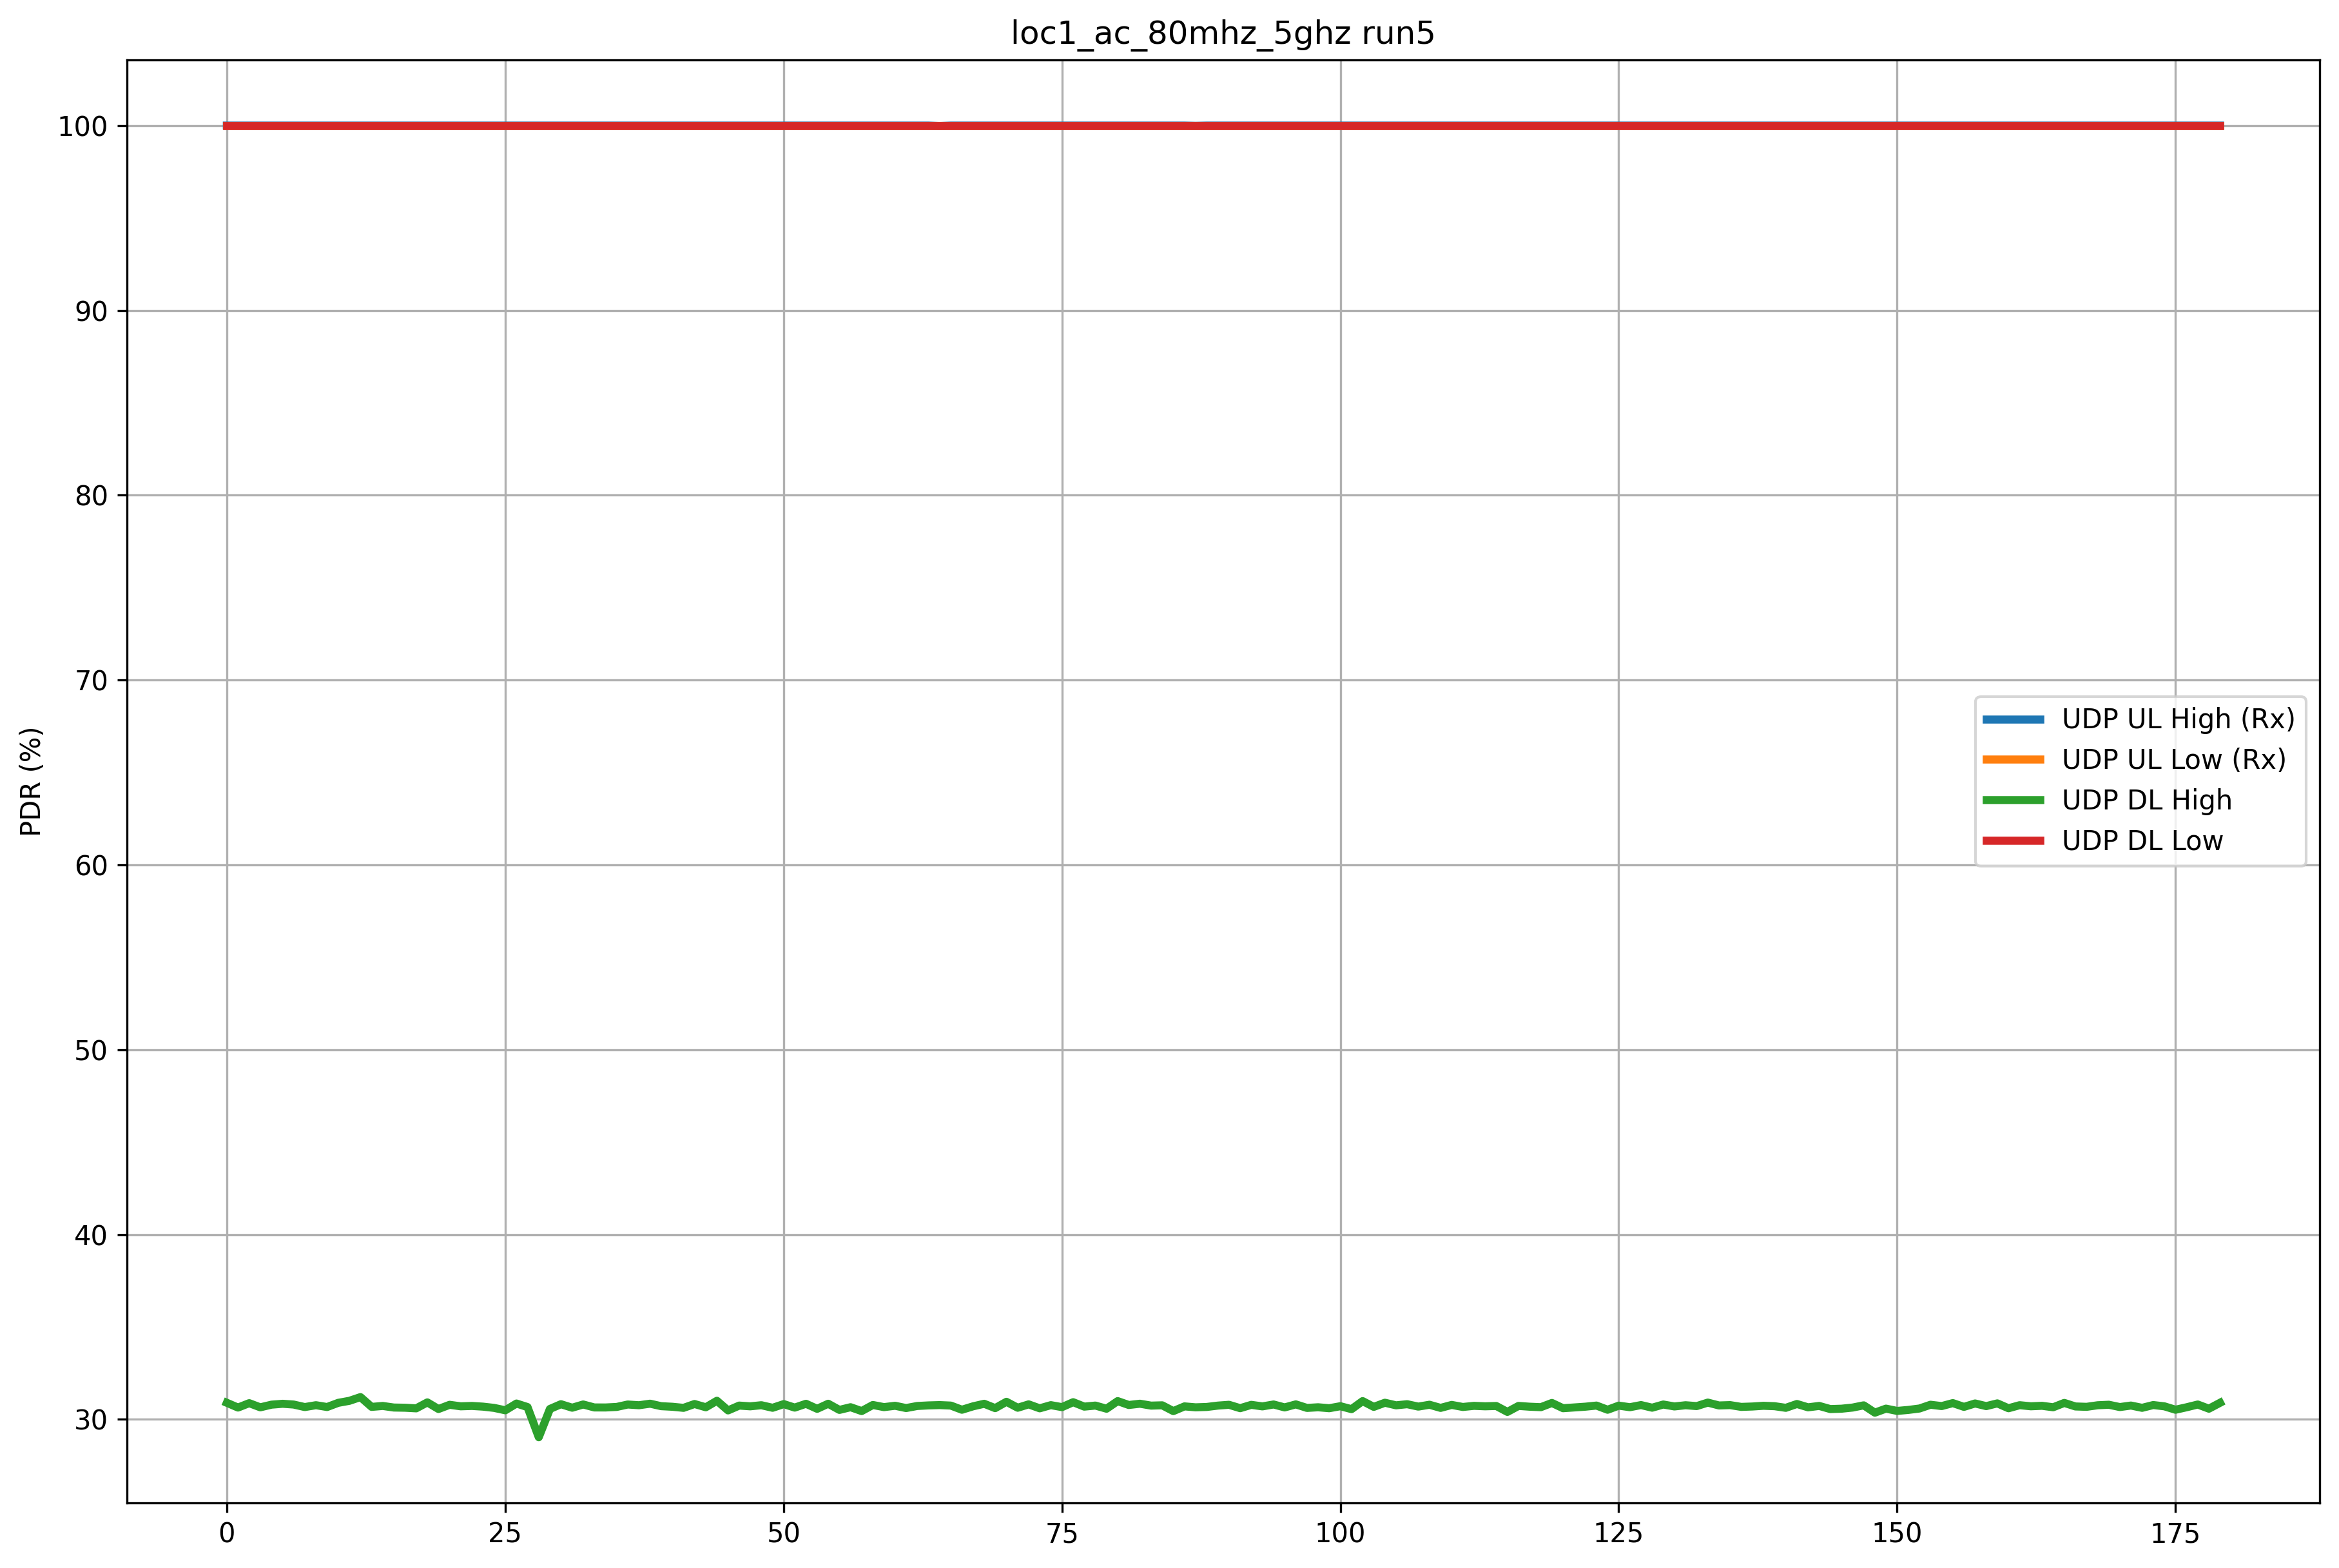 loc1_ac_80mhz_5ghz run5
PDR (%)
100
90
80
70
60
50
40
30
UDP UL High (Rx)
UDP UL Low (Rx)
UDP DL High
UDP DL Low
0 25 50 75 100 125 150 175